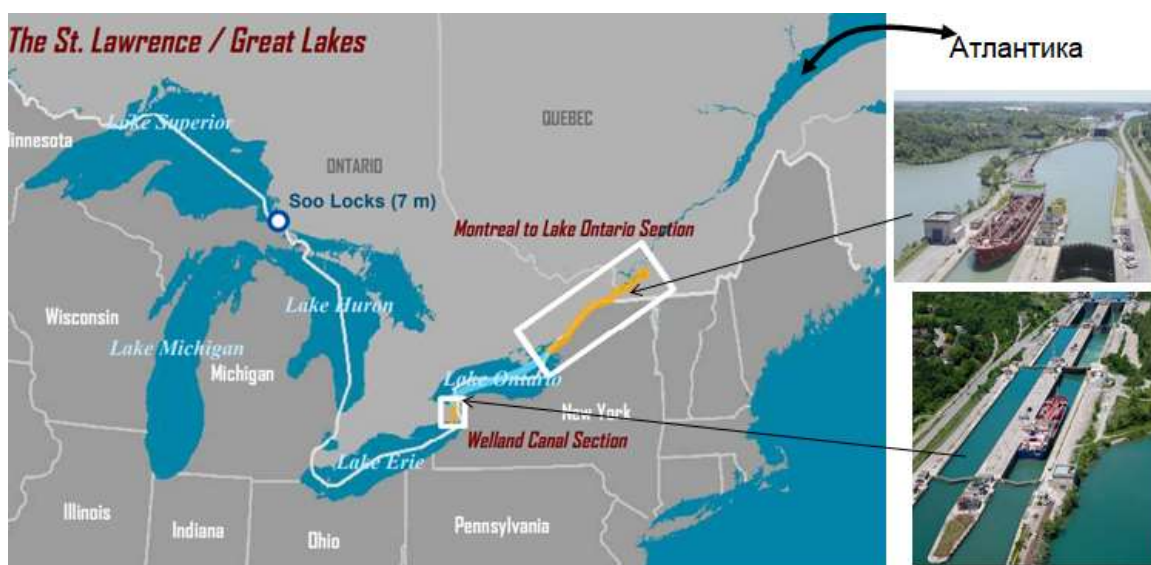 The St. Lawrence / Great Lakes
Атлантика
Lake Superior
Minnesota
QUEBEC
ONTARIO
Soo Locks (7 m)
Montreal to Lake Ontario Section
Lake Huron
Wisconsin
Lake Michigan
Michigan
Lake Ontario
New York
Welland Canal Section
Lake Erie
Illinois
Indiana
Ohio
Pennsylvania